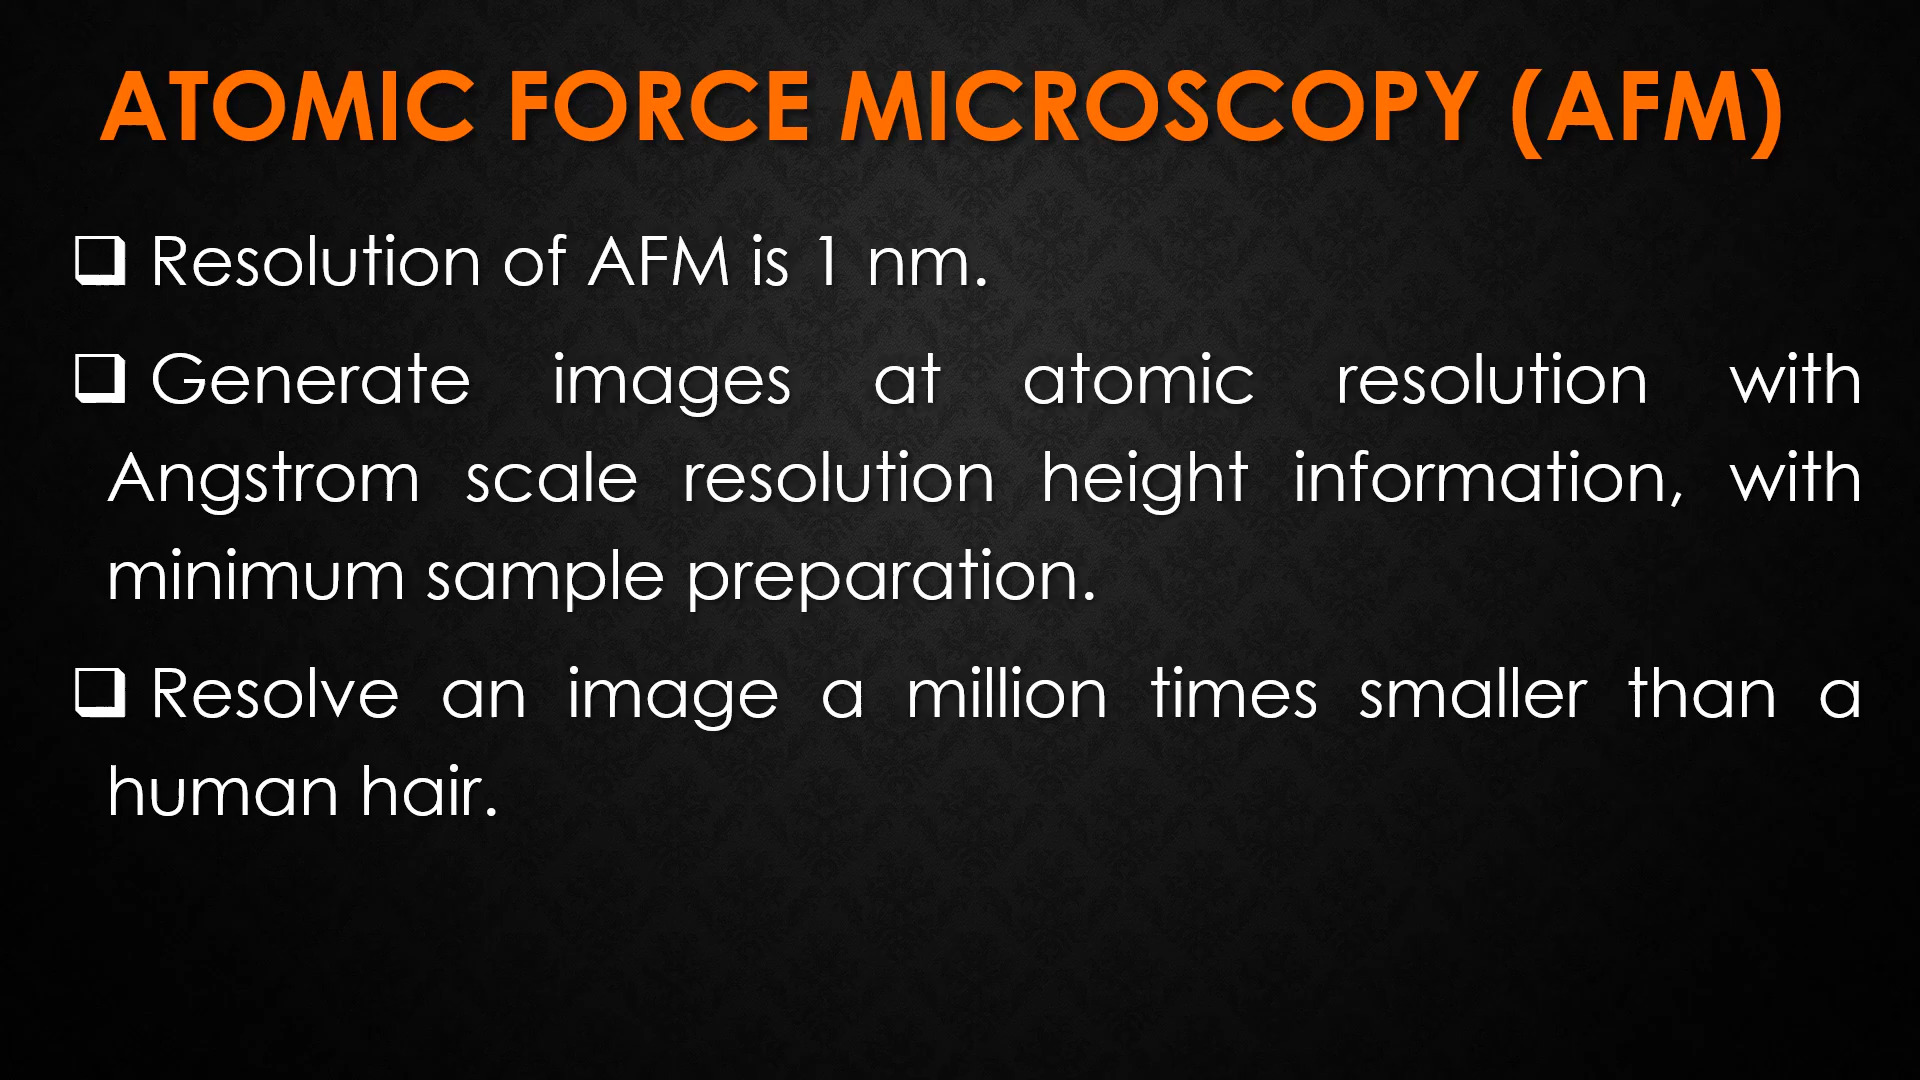 ATOMIC FORCE MICROSCOPY (AFM)
❑ Resolution of AFM is 1 nm.
❑ Generate images at atomic resolution with
Angstrom scale resolution height information, with
minimum sample preparation.
❑ Resolve an image a million times smaller than a
human hair.